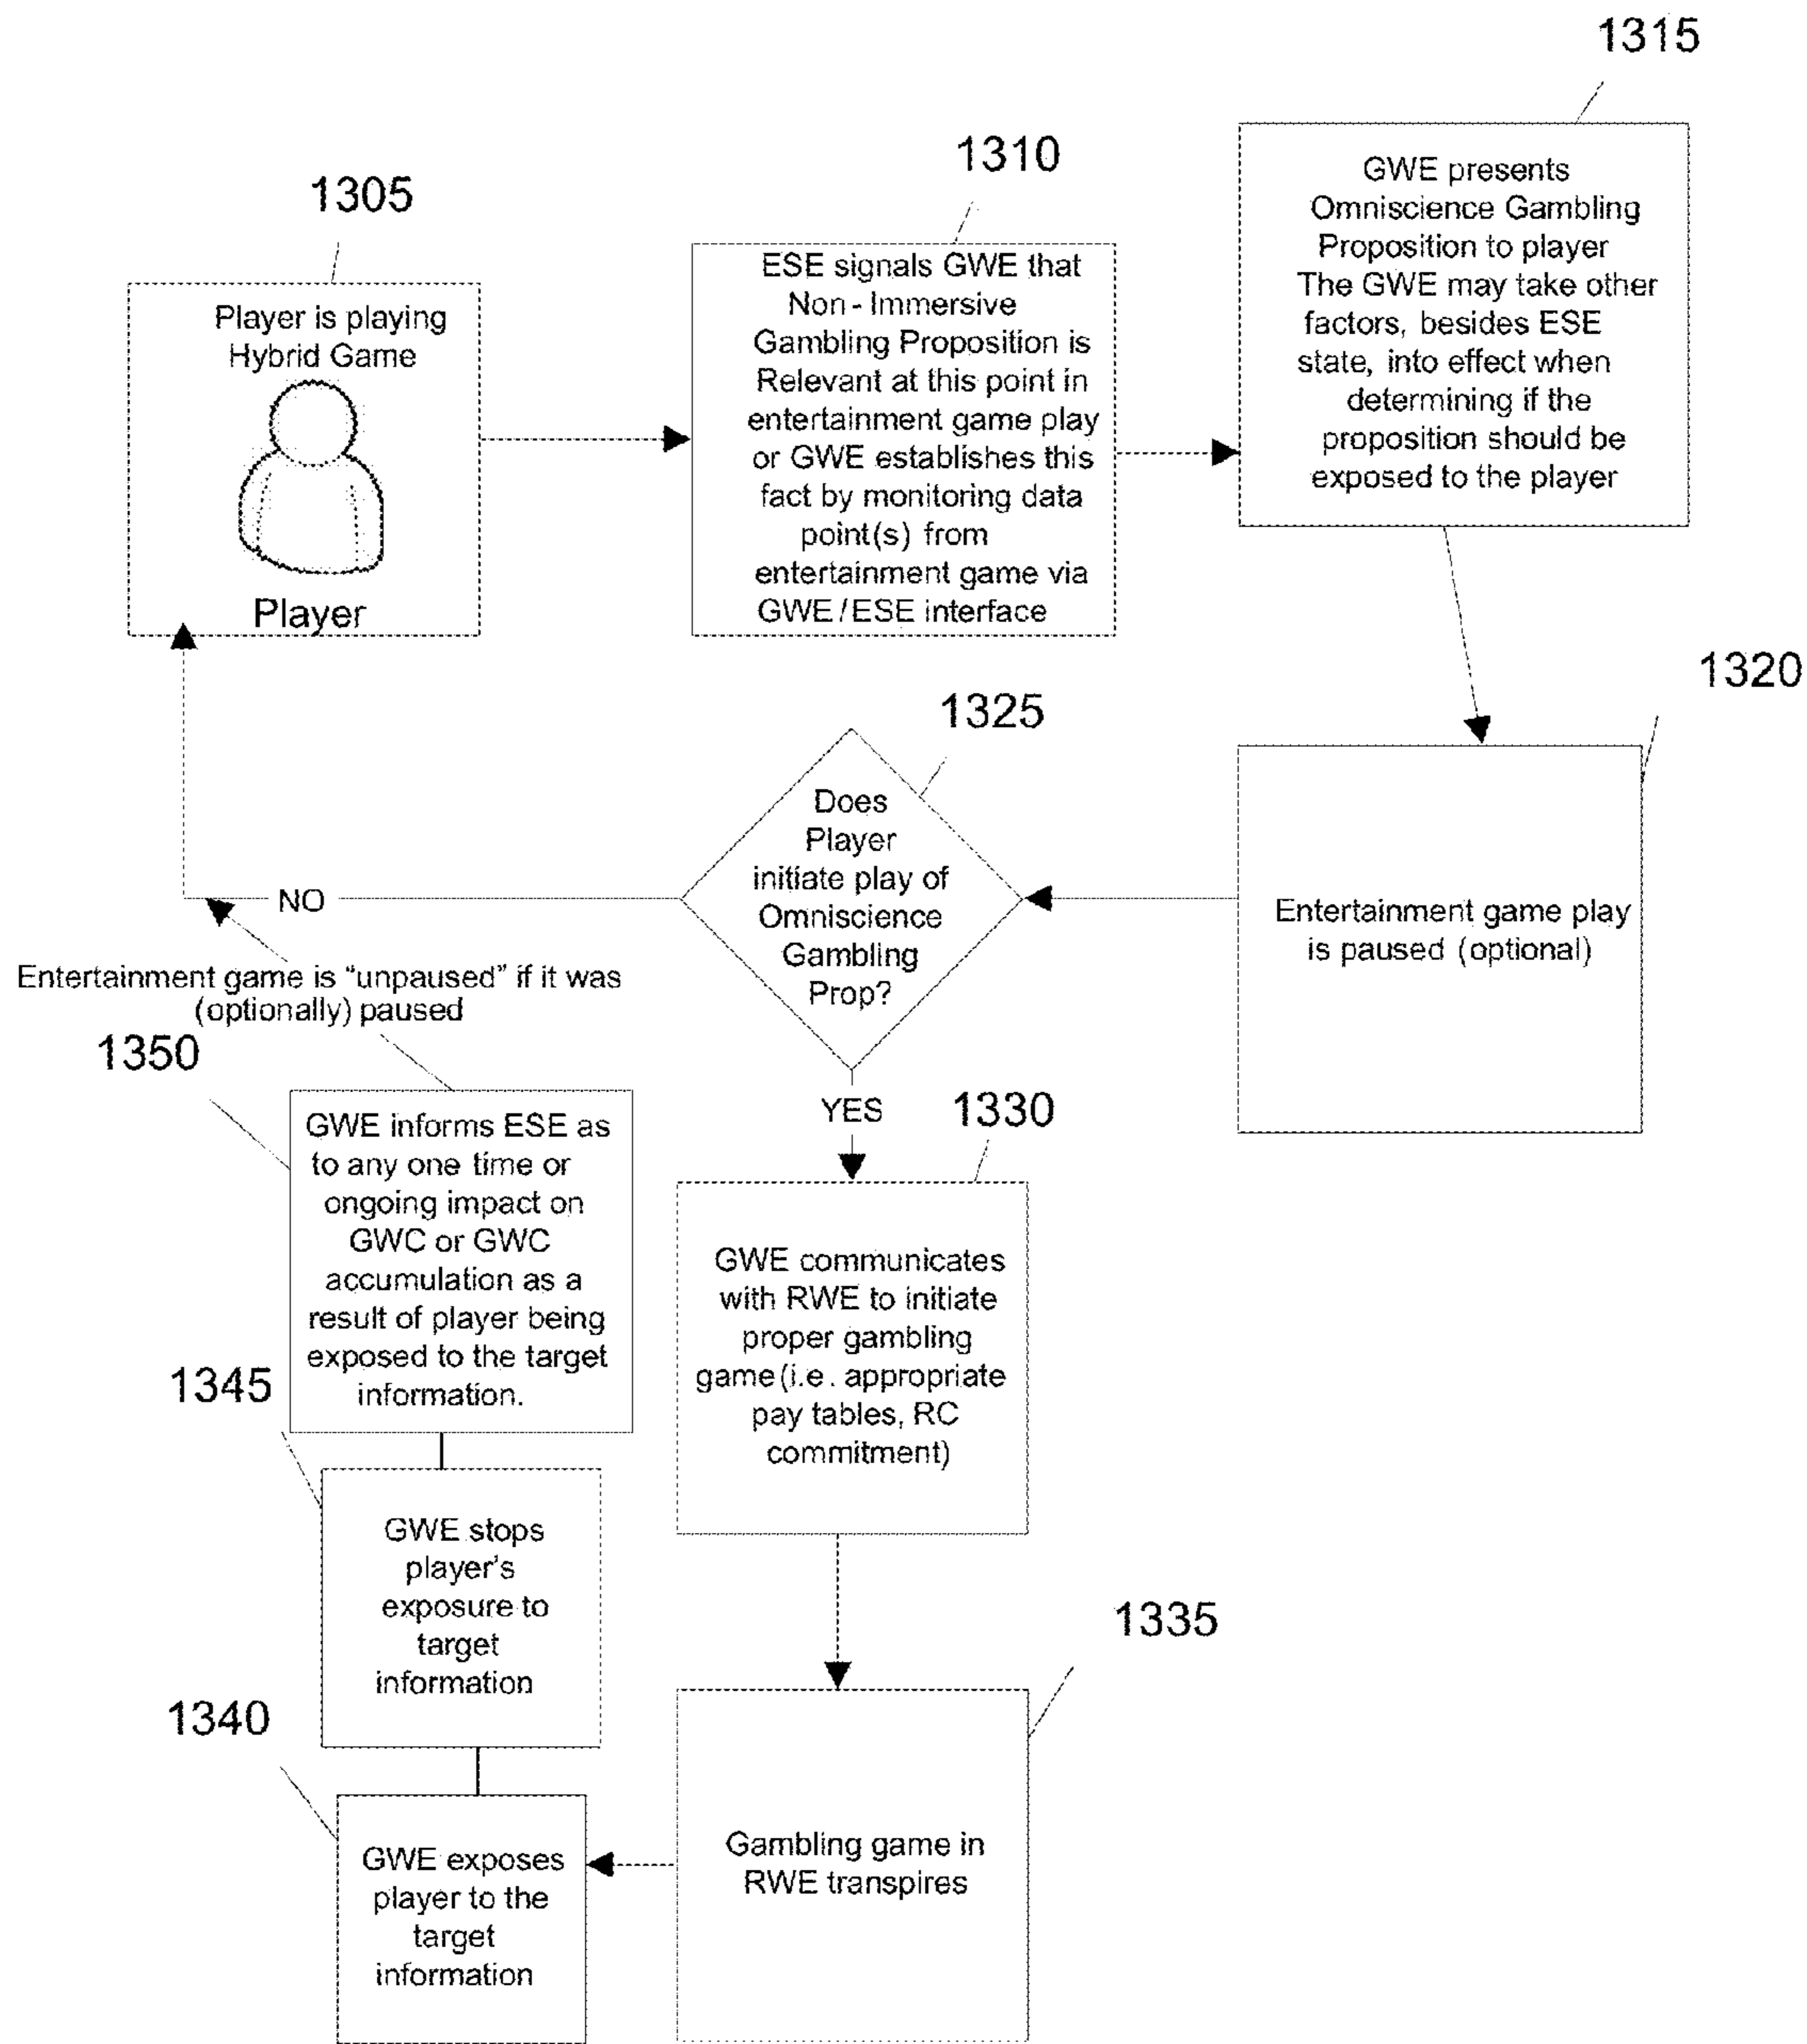 1305
Player is playing
Hybrid Game
Player
1310
ESE signals GWE that
Non-Immersive
Gambling Proposition is
Relevant at this point in
entertainment game play
or GWE establishes this
fact by monitoring data
point(s) from
entertainment game via
GWE/ESE interface
1315
GWE presents
Omniscience Gambling
Proposition to player
The GWE may take other
factors, besides ESE
state, into effect when
determining if the
proposition should be
exposed to the player
1320
Entertainment game play
is paused (optional)
1325
Does
Player
initiate play of
Omniscience
Gambling
Prop?
NO
YES
1330
GWE communicates
with RWE to initiate
proper gambling
game(i.e. appropriate
pay tables, RC
commitment)
1335
Gambling game in
RWE transpires
1340
GWE exposes
player to the
target
information
1345
GWE stops
player's
exposure to
target
information
1350
GWE informs ESE as
to any one time or
ongoing impact on
GWC or GWC
accumulation as a
result of player being
exposed to the target
information.
Entertainment game is “unpaused” if it was
(optionally) paused